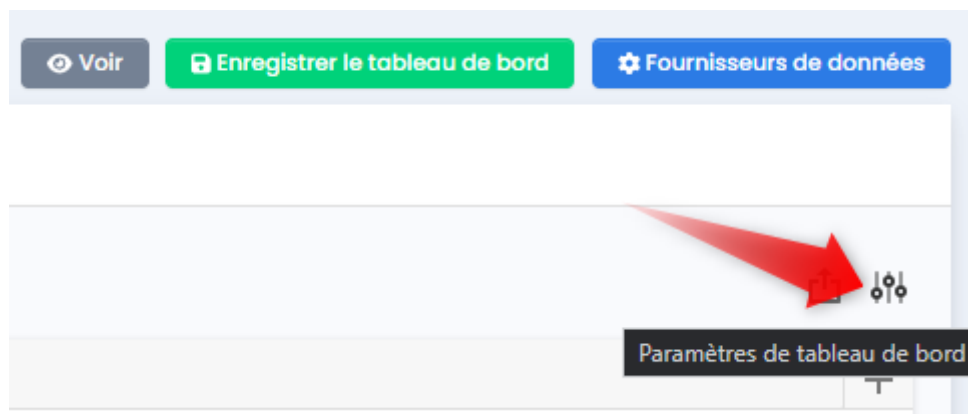 Voir
Enregistrer le tableau de bord
Fournisseurs de données
Paramètres de tableau de bord